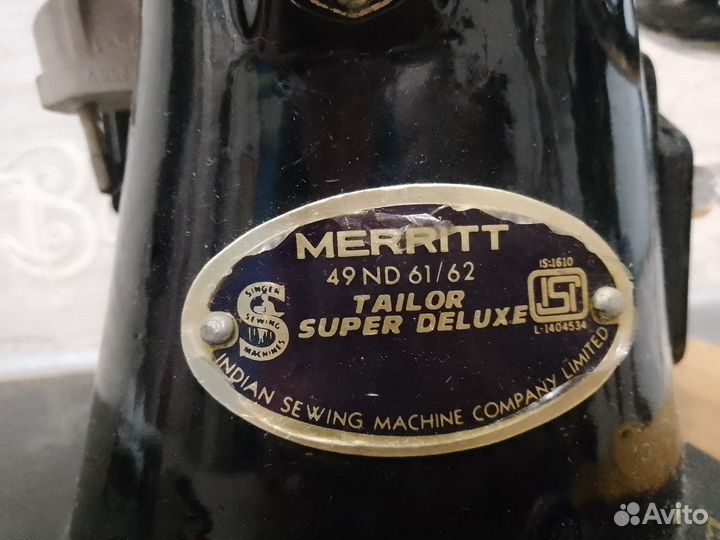 MERRITT
49 ND 61/62
TAILOR
SUPER DELUXE
SINGER
SEWING
MACHINES
IS:1610
ISI
L-1404534
INDIAN SEWING MACHINE COMPANY LIMITED
Avito